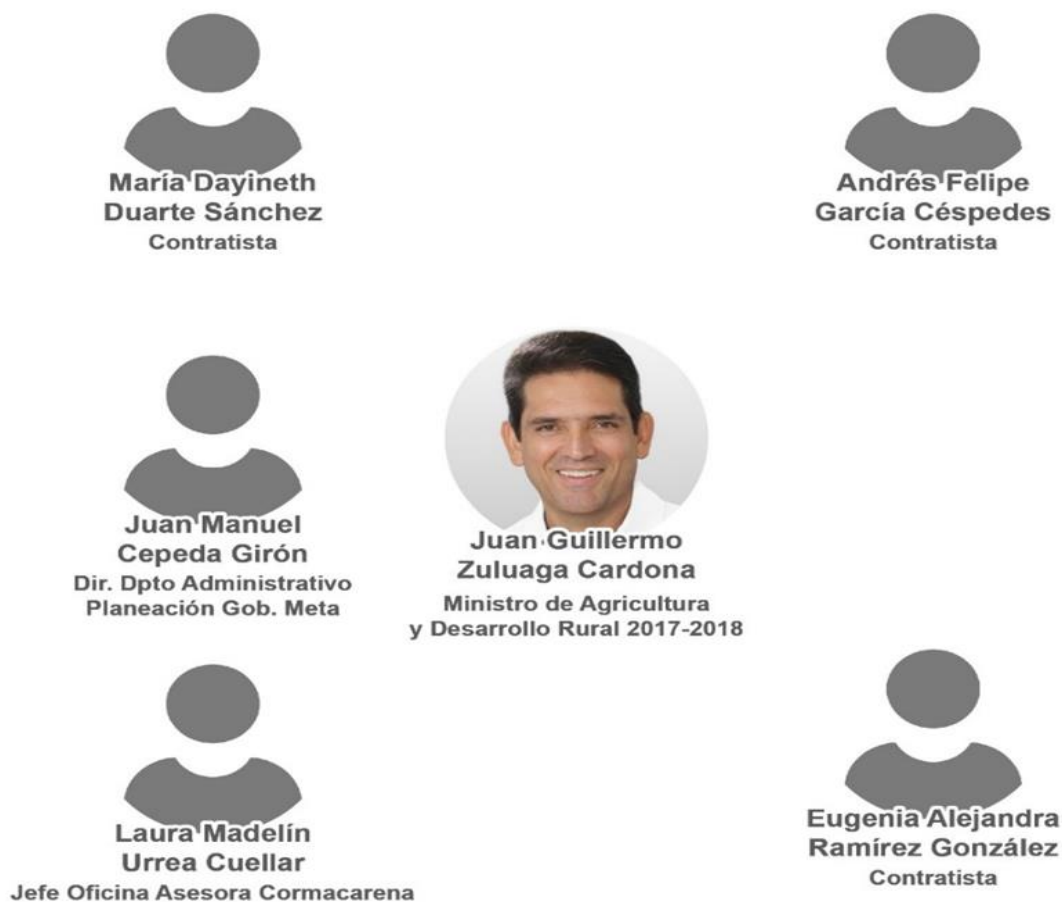 María Dayineth
Duarte Sánchez
Contratista
Andrés Felipe
García Céspedes
Contratista
Juan Manuel
Cepeda Girón
Dir. Dpto Administrativo
Planeación Gob. Meta
Juan Guillermo
Zuluaga Cardona
Ministro de Agricultura
y Desarrollo Rural 2017-2018
Laura Madelín
Urrea Cuellar
Jefe Oficina Asesora Cormacarena
Eugenia Alejandra
Ramírez González
Contratista